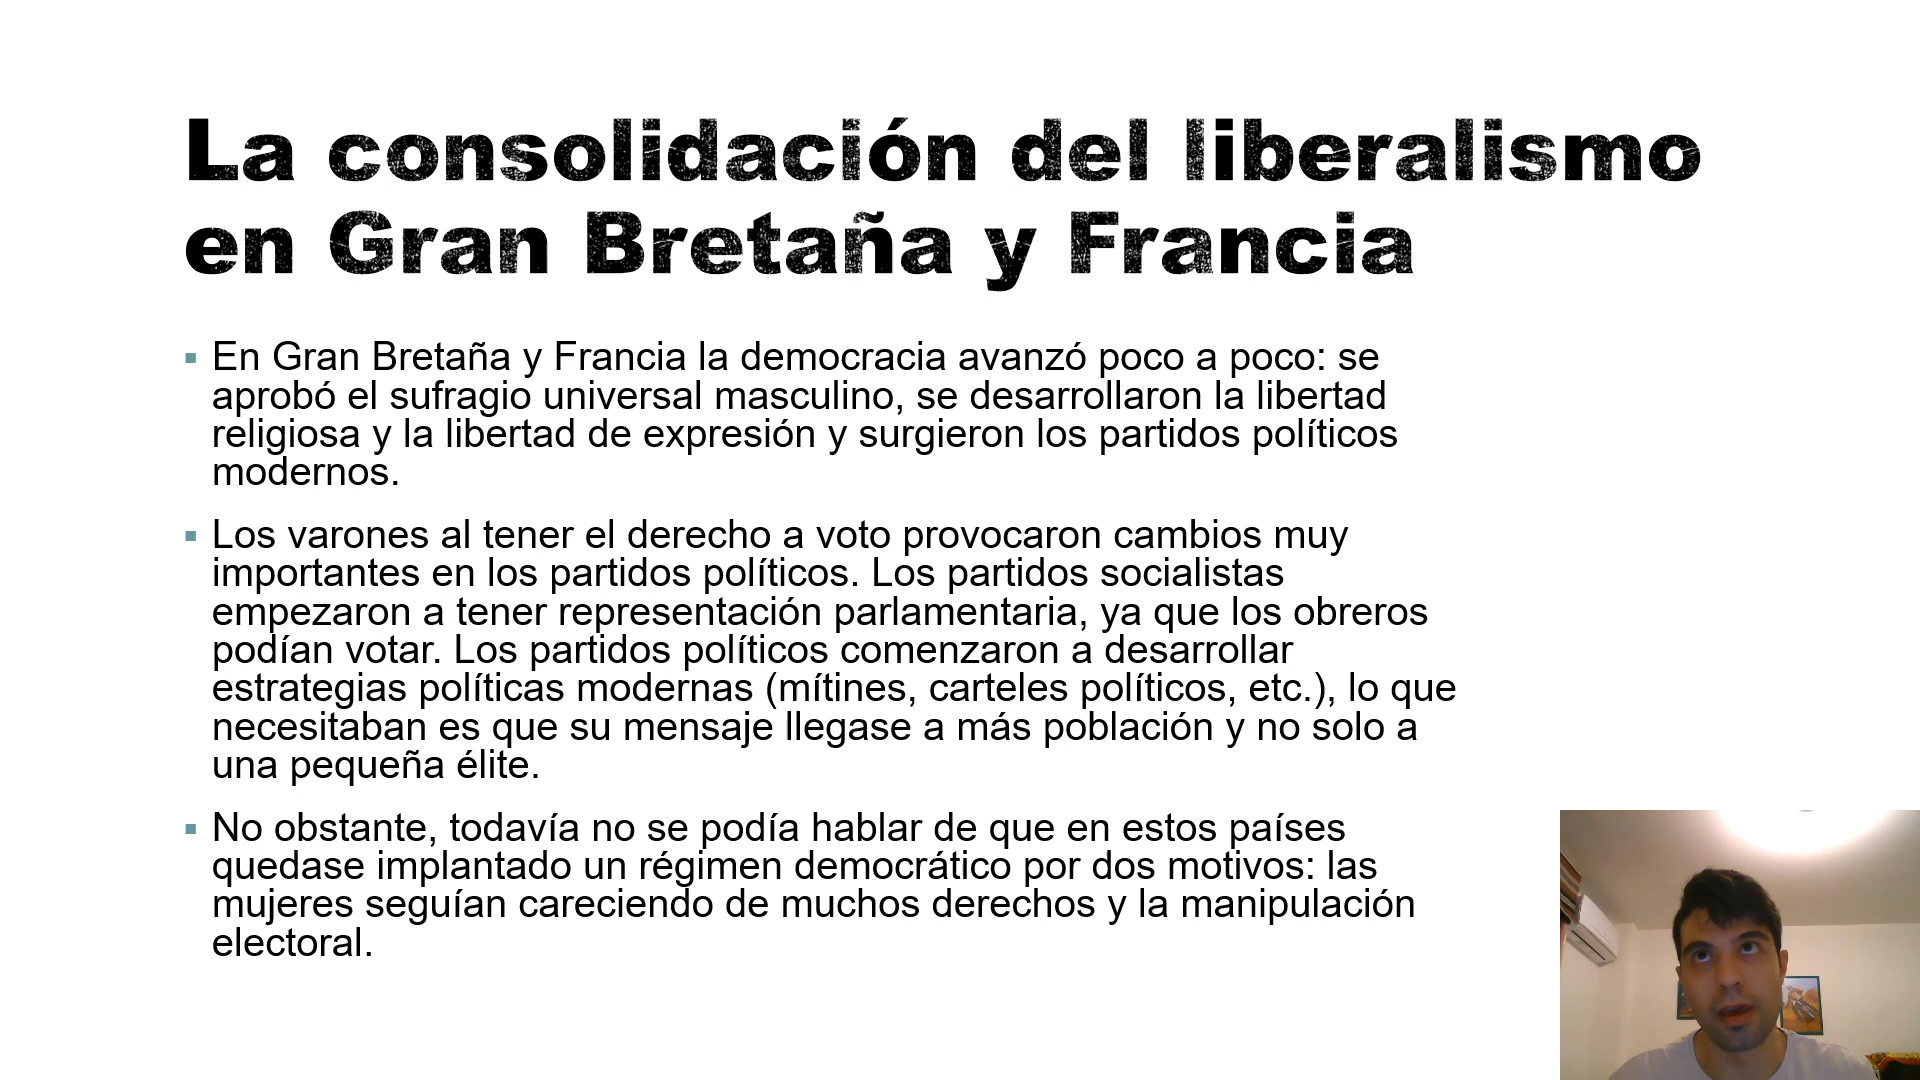 La consolidación del liberalismo
en Gran Bretaña y Francia
En Gran Bretaña y Francia la democracia avanzó poco a poco: se
aprobó el sufragio universal masculino, se desarrollaron la libertad
religiosa y la libertad de expresión y surgieron los partidos políticos
modernos.
Los varones al tener el derecho a voto provocaron cambios muy
importantes en los partidos políticos. Los partidos socialistas
empezaron a tener representación parlamentaria, ya que los obreros
podían votar. Los partidos políticos comenzaron a desarrollar
estrategias políticas modernas (mítines, carteles políticos, etc.), lo que
necesitaban es que su mensaje llegase a más población y no solo a
una pequeña élite.
No obstante, todavía no se podía hablar de que en estos países
quedase implantado un régimen democrático por dos motivos: las
mujeres seguían careciendo de muchos derechos y la manipulación
electoral.